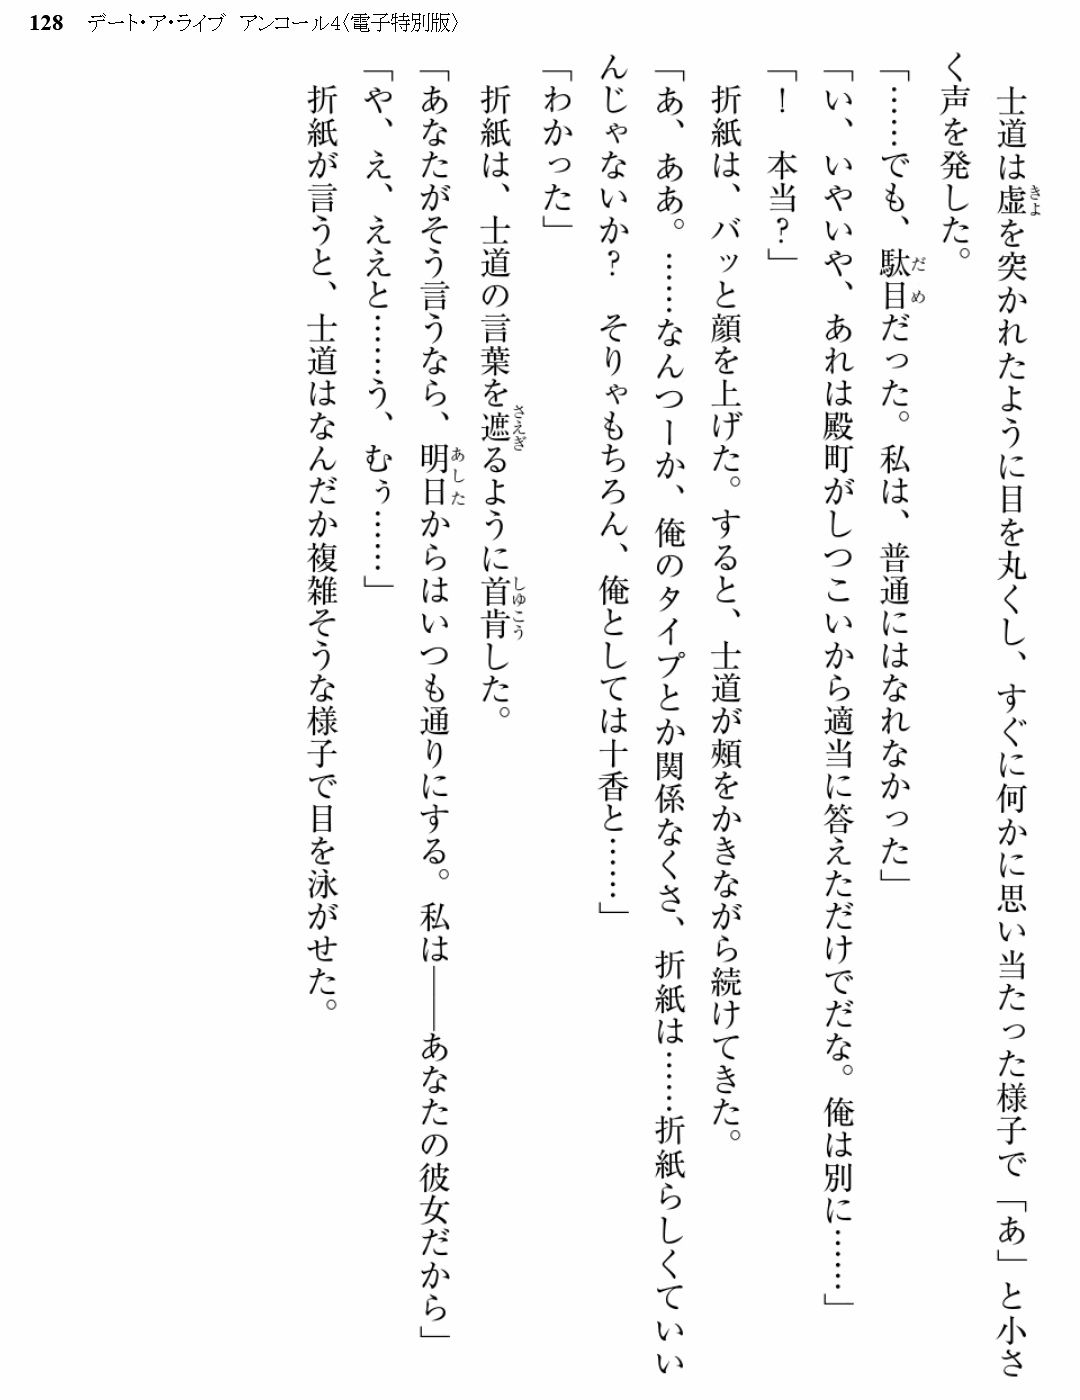 128 デート・ア・ライブ アンコール4〈電子特別版〉
　士道は虚を突かれたように目を丸くし、すぐに何かに思い当たった様子で「あ」と小さ
く声を発した。
「……でも、駄目だった。私は、普通にはなれなかった」
「い、いやいや、あれは殿町がしつこいから適当に答えただけでだな。俺は別に……」
「！　本当？」
　折紙は、バッと顔を上げた。すると、士道が頰をかきながら続けてきた。
「あ、ああ。……なんつーか、俺のタイプとか関係なくさ、折紙は……折紙らしくていい
んじゃないか？　そりゃもちろん、俺としては十香と……」
「わかった」
　折紙は、士道の言葉を遮るように首肯した。
「あなたがそう言うなら、明日からはいつも通りにする。私は――あなたの彼女だから」
「や、え、ええと……う、むぅ……」
　折紙が言うと、士道はなんだか複雑そうな様子で目を泳がせた。